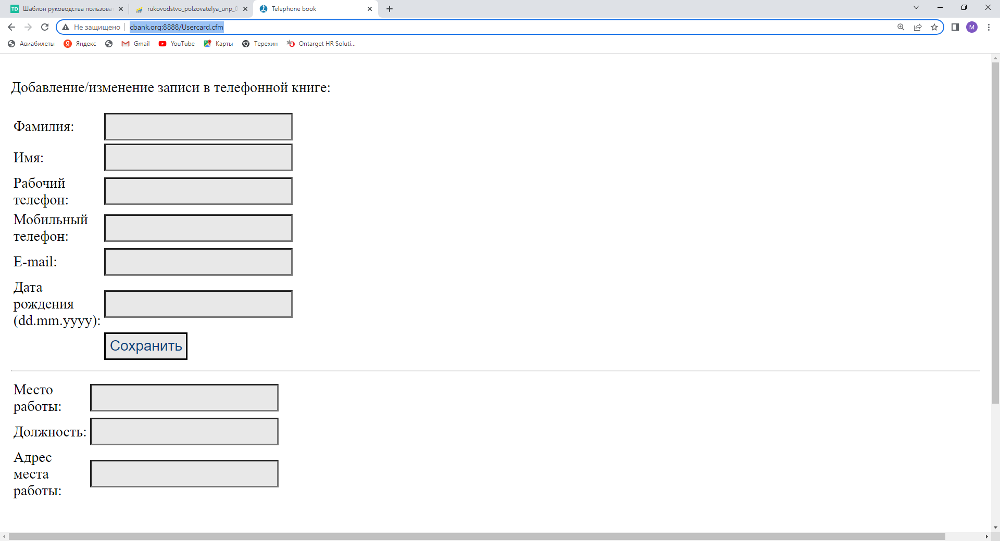 Шаблон руководства пользоват
rukovodstvo_polzovatelya_unp_0
Telephone book
Не защищено
cbank.org:8888/Usercard.cfm
M
Авиабилеты
Яндекс
Gmail
YouTube
Карты
Терехин
Ontarget HR Soluti...
Добавление/изменение записи в телефонной книге:
Фамилия:
Имя:
Рабочий
телефон:
Мобильный
телефон:
E-mail:
Дата
рождения
(dd.mm.yyyy):
Сохранить
Место
работы:
Должность:
Адрес
места
работы: